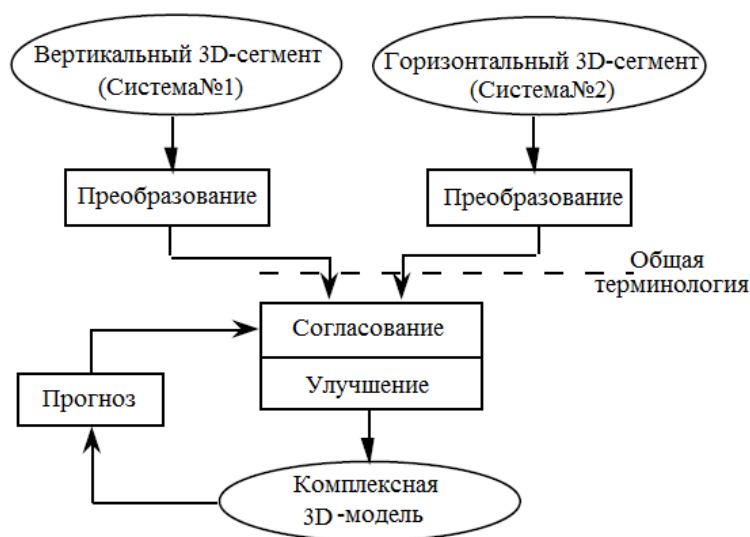 Вертикальный 3D-сегмент
(Система№1)
Горизонтальный 3D-сегмент
(Система№2)
Преобразование
Преобразование
Общая
терминология
Согласование
Улучшение
Прогноз
Комплексная
3D-модель